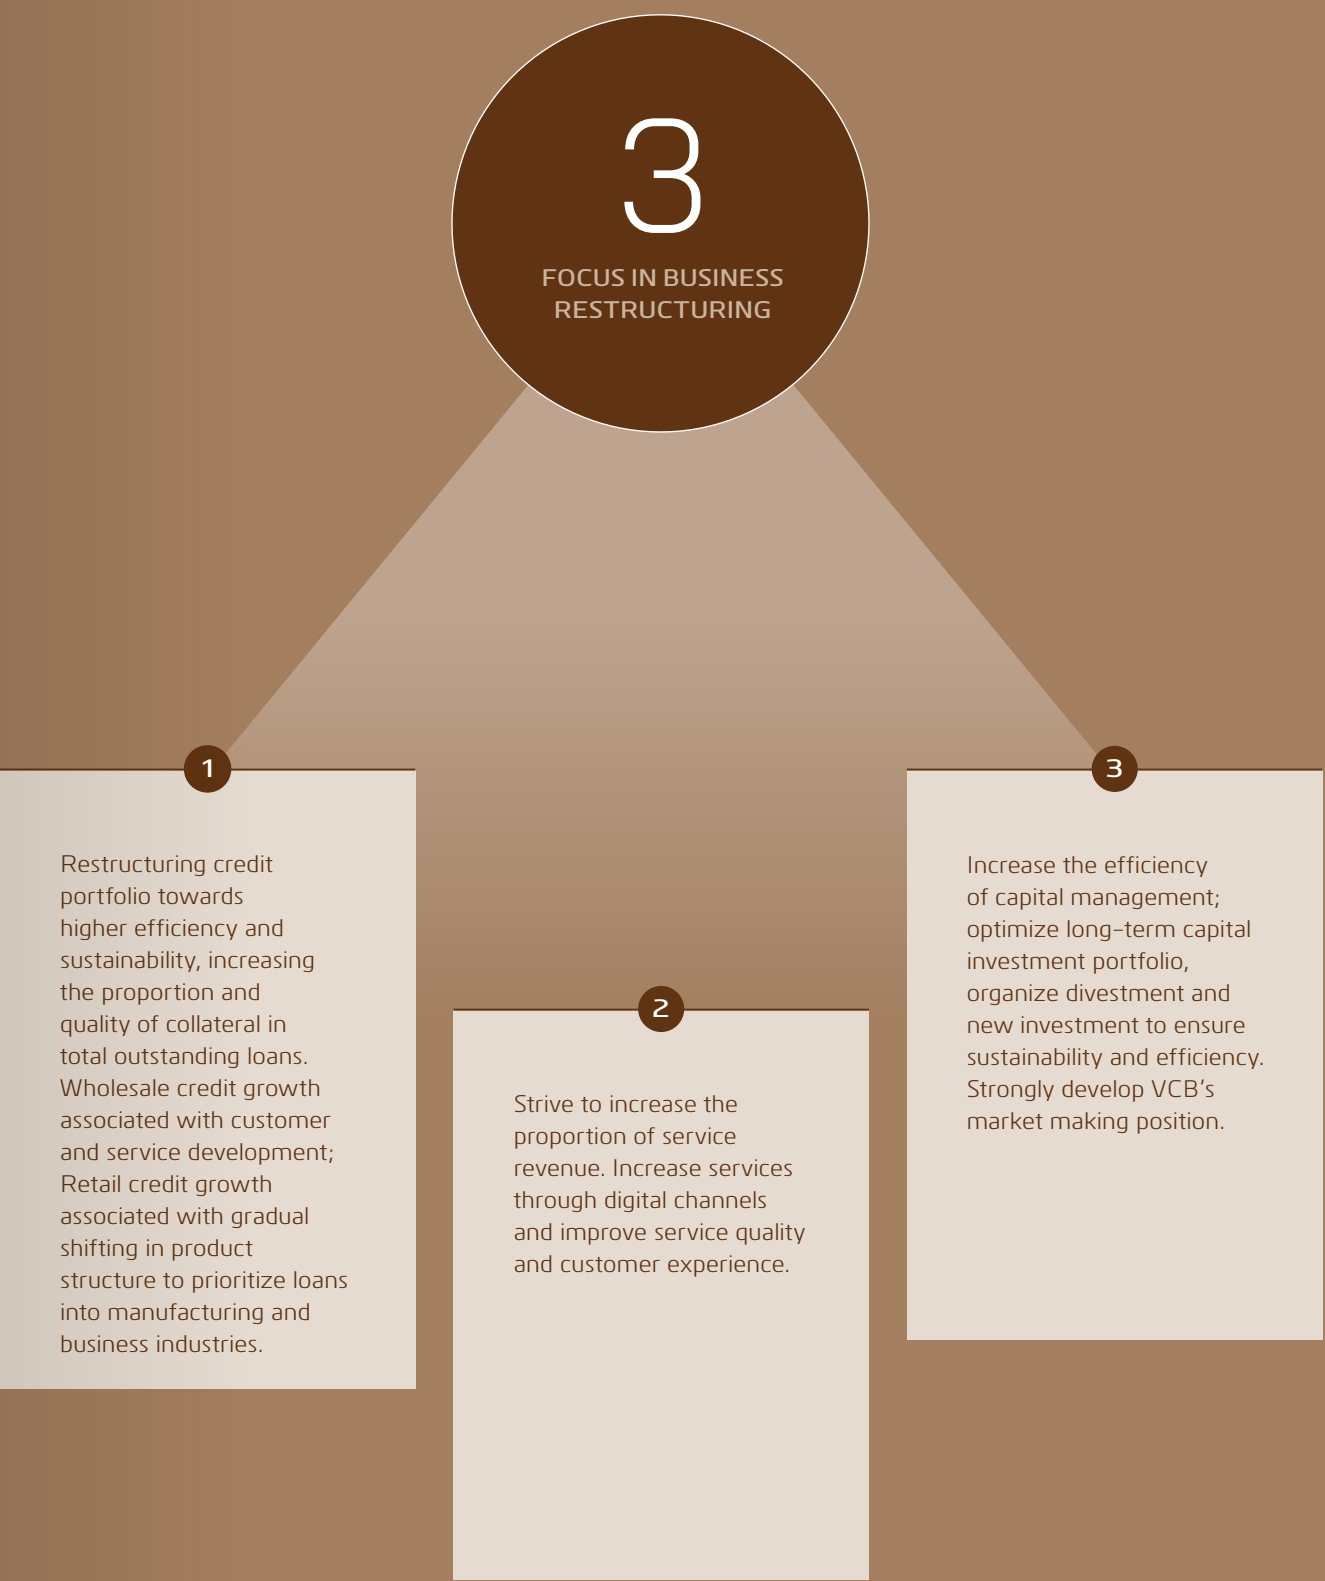 3
FOCUS IN BUSINESS
RESTRUCTURING
1
Restructuring credit
portfolio towards
higher efficiency and
sustainability, increasing
the proportion and
quality of collateral in
total outstanding loans.
Wholesale credit growth
associated with customer
and service development;
Retail credit growth
associated with gradual
shifting in product
structure to prioritize loans
into manufacturing and
business industries.
2
Strive to increase the
proportion of service
revenue. Increase services
through digital channels
and improve service quality
and customer experience.
3
Increase the efficiency
of capital management;
optimize long-term capital
investment portfolio,
organize divestment and
new investment to ensure
sustainability and efficiency.
Strongly develop VCB's
market making position.